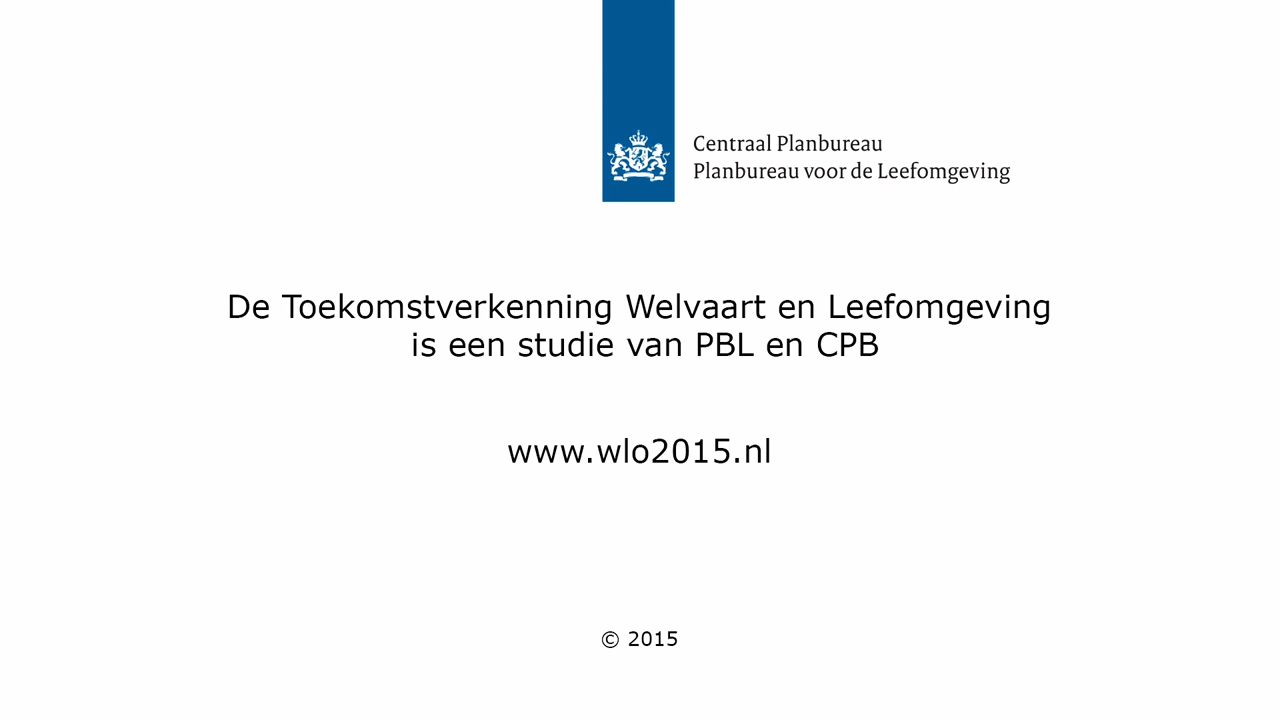 Centraal Planbureau
Planbureau voor de Leefomgeving
De Toekomstverkenning Welvaart en Leefomgeving
is een studie van PBL en CPB
www.wlo2015.nl
© 2015